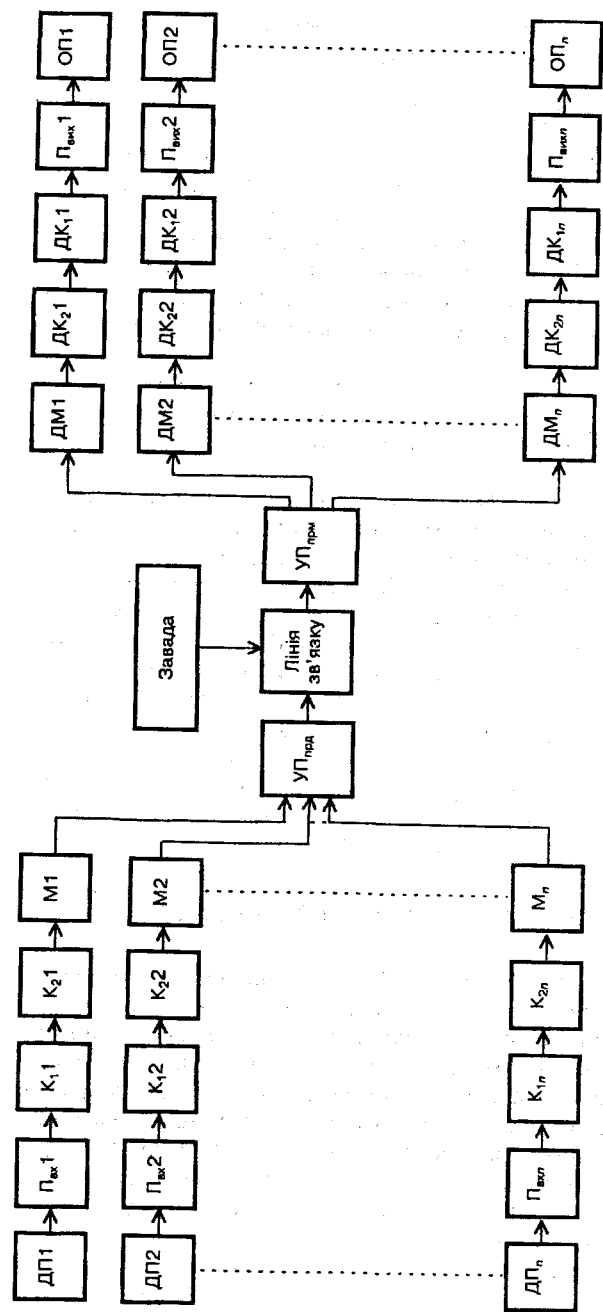 ДП1
Пвх1
К₁1
К₂1
М1
ДП2
Пвх2
К₁2
К₂2
М2
ДПn
Пвхn
К1n
К2n
Мn
УПпрд
Завада
Лінія
зв'язку
УПпрм
ДМ1
ДК₂1
ДК₁1
Пвих1
ОП1
ДМ2
ДК₂2
ДК₁2
Пвих2
ОП2
ДМn
ДК2n
ДК1n
Пвихn
ОПn